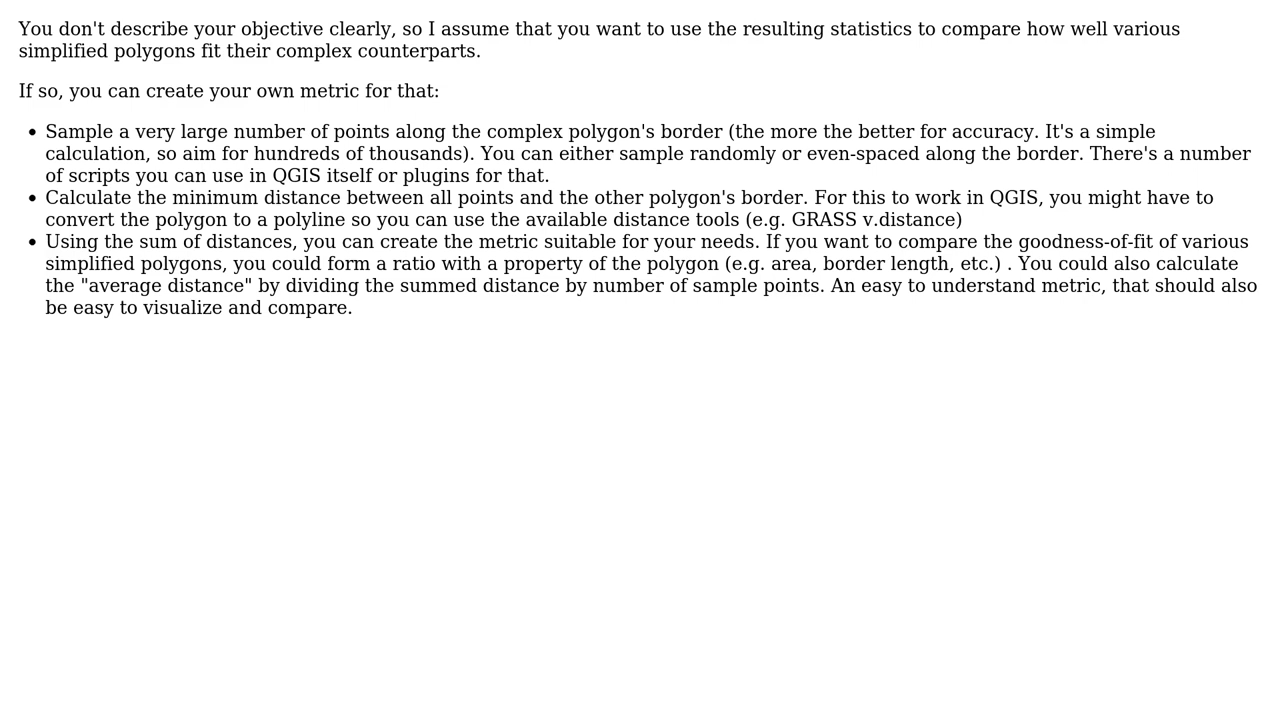 You don't describe your objective clearly, so I assume that you want to use the resulting statistics to compare how well various
simplified polygons fit their complex counterparts.
If so, you can create your own metric for that:
• Sample a very large number of points along the complex polygon's border (the more the better for accuracy. It's a simple
calculation, so aim for hundreds of thousands). You can either sample randomly or even-spaced along the border. There's a number
of scripts you can use in QGIS itself or plugins for that.
• Calculate the minimum distance between all points and the other polygon's border. For this to work in QGIS, you might have to
convert the polygon to a polyline so you can use the available distance tools (e.g. GRASS v.distance)
• Using the sum of distances, you can create the metric suitable for your needs. If you want to compare the goodness-of-fit of various
simplified polygons, you could form a ratio with a property of the polygon (e.g. area, border length, etc.) . You could also calculate
the "average distance" by dividing the summed distance by number of sample points. An easy to understand metric, that should also
be easy to visualize and compare.